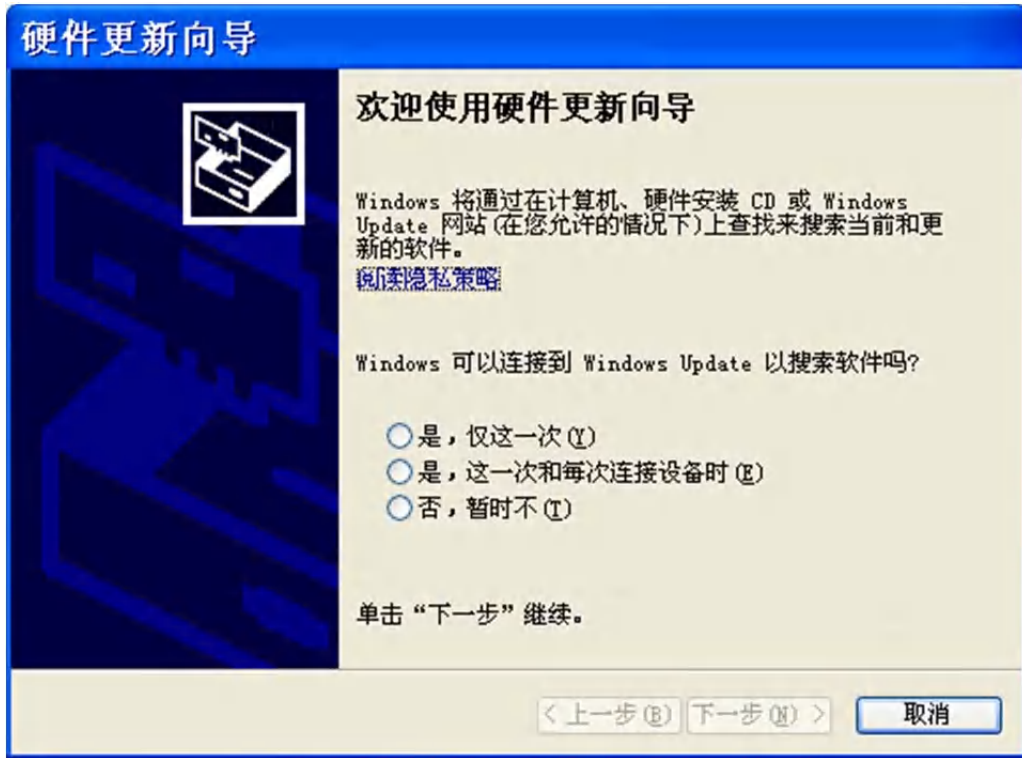 硬件更新向导
欢迎使用硬件更新向导
Windows 将通过在计算机、硬件安装 CD 或 Windows
Update 网站(在您允许的情况下)上查找来搜索当前和更
新的软件。
阅读隐私策略
Windows 可以连接到 Windows Update 以搜索软件吗?
是，仅这一次(Y)
是，这一次和每次连接设备时(E)
否，暂时不(T)
单击“下一步”继续。
< 上一步(B) 下一步(N) > 取消